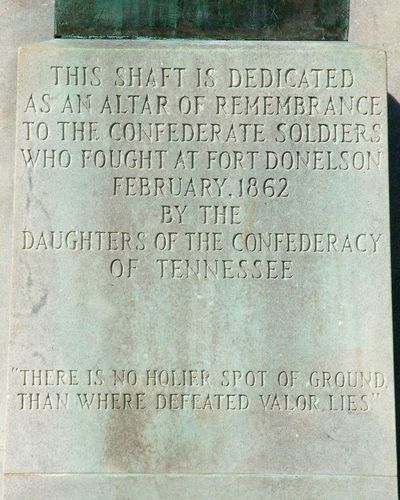 THIS SHAFT IS DEDICATED
AS AN ALTAR OF REMEMBRANCE
TO THE CONFEDERATE SOLDIERS
WHO FOUGHT AT FORT DONELSON
FEBRUARY, 1862
BY THE
DAUGHTERS OF THE CONFEDERACY
OF TENNESSEE
"THERE IS NO HOLIER SPOT OF GROUND,
THAN WHERE DEFEATED VALOR LIES"